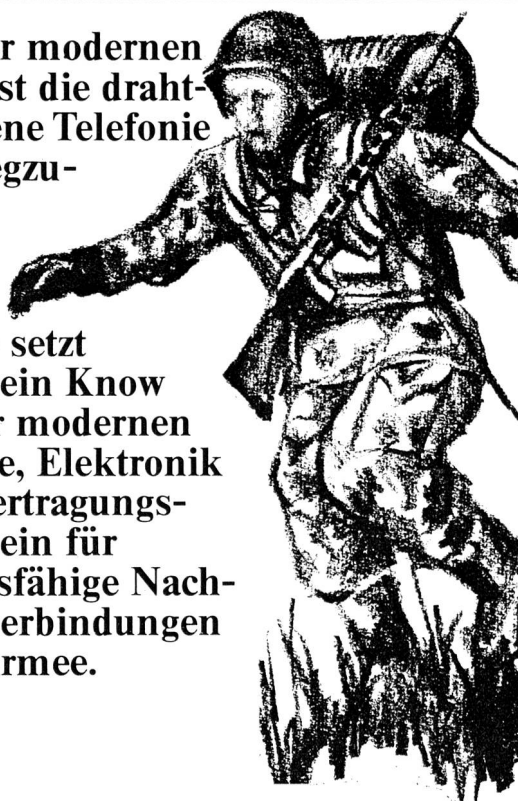 r modernen
st die draht-
ene Telefonie
egzu-
setzt
ein Know
r modernen
e, Elektronik
ertragungs-
ein für
sfähige Nach-
erbindungen
rmee.